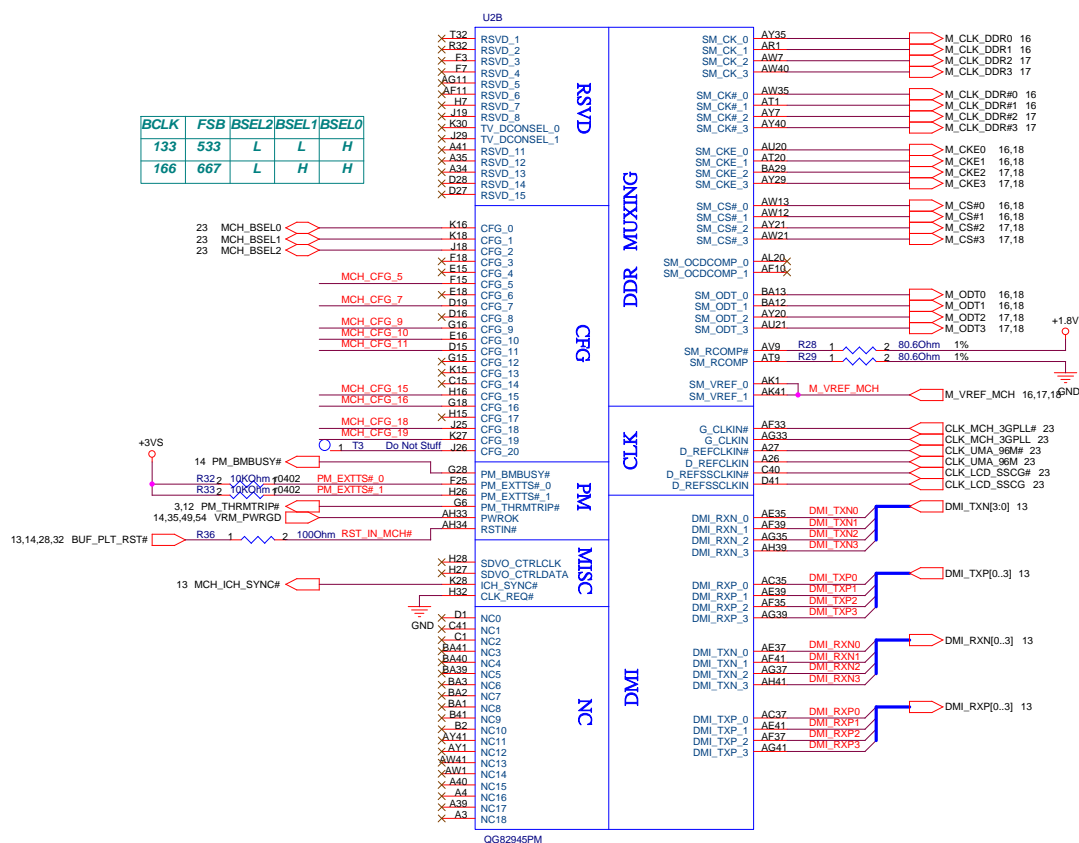 U2B
BCLK FSB BSEL2 BSEL1 BSEL0
133 533 L L H
166 667 L H H
T32 RSVD_1
R32 RSVD_2
F3 RSVD_3
F7 RSVD_4
AG11 RSVD_5
AF11 RSVD_6
H7 RSVD_7
J19 RSVD_8
K30 TV_DCONSEL_0
J29 TV_DCONSEL_1
A41 RSVD_11
A35 RSVD_12
A34 RSVD_13
D28 RSVD_14
D27 RSVD_15
RSVD
23 MCH_BSEL0 K16 CFG_0
23 MCH_BSEL1 K18 CFG_1
23 MCH_BSEL2 J18 CFG_2
F18 CFG_3
E15 CFG_4
MCH_CFG_5 F15 CFG_5
E18 CFG_6
MCH_CFG_7 D19 CFG_7
D16 CFG_8
MCH_CFG_9 G16 CFG_9
MCH_CFG_10 E16 CFG_10
MCH_CFG_11 D15 CFG_11
G15 CFG_12
K15 CFG_13
C15 CFG_14
MCH_CFG_15 H16 CFG_15
MCH_CFG_16 G18 CFG_16
H15 CFG_17
MCH_CFG_18 J25 CFG_18
MCH_CFG_19 K27 CFG_19
1 T3 Do Not Stuff J26 CFG_20
CFG
+3VS
14 PM_BMBUSY# G28 PM_BMBUSY#
R32 2 10KOhm 1 0402 PM_EXTTS#_0 F25 PM_EXTTS#_0
R33 2 10KOhm 1 0402 PM_EXTTS#_1 H26 PM_EXTTS#_1
3,12 PM_THRMTRIP# G6 PM_THRMTRIP#
14,35,49,54 VRM_PWRGD AH33 PWROK
13,14,28,32 BUF_PLT_RST# R36 1 2 100Ohm RST_IN_MCH# AH34 RSTIN#
PM
H28 SDVO_CTRLCLK
H27 SDVO_CTRLDATA
13 MCH_ICH_SYNC# K28 ICH_SYNC#
H32 CLK_REQ#
GND
MISC
D1 NC0
C41 NC1
C1 NC2
BA41 NC3
BA40 NC4
BA39 NC5
BA3 NC6
BA2 NC7
BA1 NC8
B41 NC9
B2 NC10
AY41 NC11
AY1 NC12
AW41 NC13
AW1 NC14
A40 NC15
A4 NC16
A39 NC17
A3 NC18
NC
DDR MUXING
SM_CK_0 AY35 M_CLK_DDR0 16
SM_CK_1 AR1 M_CLK_DDR1 16
SM_CK_2 AW7 M_CLK_DDR2 17
SM_CK_3 AW40 M_CLK_DDR3 17
SM_CK#_0 AW35 M_CLK_DDR#0 16
SM_CK#_1 AT1 M_CLK_DDR#1 16
SM_CK#_2 AY7 M_CLK_DDR#2 17
SM_CK#_3 AY40 M_CLK_DDR#3 17
SM_CKE_0 AU20 M_CKE0 16,18
SM_CKE_1 AT20 M_CKE1 16,18
SM_CKE_2 BA29 M_CKE2 17,18
SM_CKE_3 AY29 M_CKE3 17,18
SM_CS#_0 AW13 M_CS#0 16,18
SM_CS#_1 AW12 M_CS#1 16,18
SM_CS#_2 AY21 M_CS#2 17,18
SM_CS#_3 AW21 M_CS#3 17,18
SM_OCDCOMP_0 AL20
SM_OCDCOMP_1 AF10
SM_ODT_0 BA13 M_ODT0 16,18
SM_ODT_1 BA12 M_ODT1 16,18
SM_ODT_2 AY20 M_ODT2 17,18
SM_ODT_3 AU21 M_ODT3 17,18
+1.8V
SM_RCOMP# AV9 R28 1 2 80.6Ohm 1%
SM_RCOMP AT9 R29 1 2 80.6Ohm 1%
GND
SM_VREF_0 AK1
SM_VREF_1 AK41 M_VREF_MCH M_VREF_MCH 16,17,18
CLK
G_CLKIN# AF33 CLK_MCH_3GPLL# 23
G_CLKIN AG33 CLK_MCH_3GPLL 23
D_REFCLKIN# A27 CLK_UMA_96M# 23
D_REFCLKIN A26 CLK_UMA_96M 23
D_REFSSCLKIN# C40 CLK_LCD_SSCG# 23
D_REFSSCLKIN D41 CLK_LCD_SSCG 23
DMI
DMI_RXN_0 AE35 DMI_TXN0 DMI_TXN[3:0] 13
DMI_RXN_1 AF39 DMI_TXN1
DMI_RXN_2 AG35 DMI_TXN2
DMI_RXN_3 AH39 DMI_TXN3
DMI_RXP_0 AC35 DMI_TXP0 DMI_TXP[0..3] 13
DMI_RXP_1 AE39 DMI_TXP1
DMI_RXP_2 AF35 DMI_TXP2
DMI_RXP_3 AG39 DMI_TXP3
DMI_TXN_0 AE37 DMI_RXN0 DMI_RXN[0..3] 13
DMI_TXN_1 AF41 DMI_RXN1
DMI_TXN_2 AG37 DMI_RXN2
DMI_TXN_3 AH41 DMI_RXN3
DMI_TXP_0 AC37 DMI_RXP0 DMI_RXP[0..3] 13
DMI_TXP_1 AE41 DMI_RXP1
DMI_TXP_2 AF37 DMI_RXP2
DMI_TXP_3 AG41 DMI_RXP3
QG82945PM